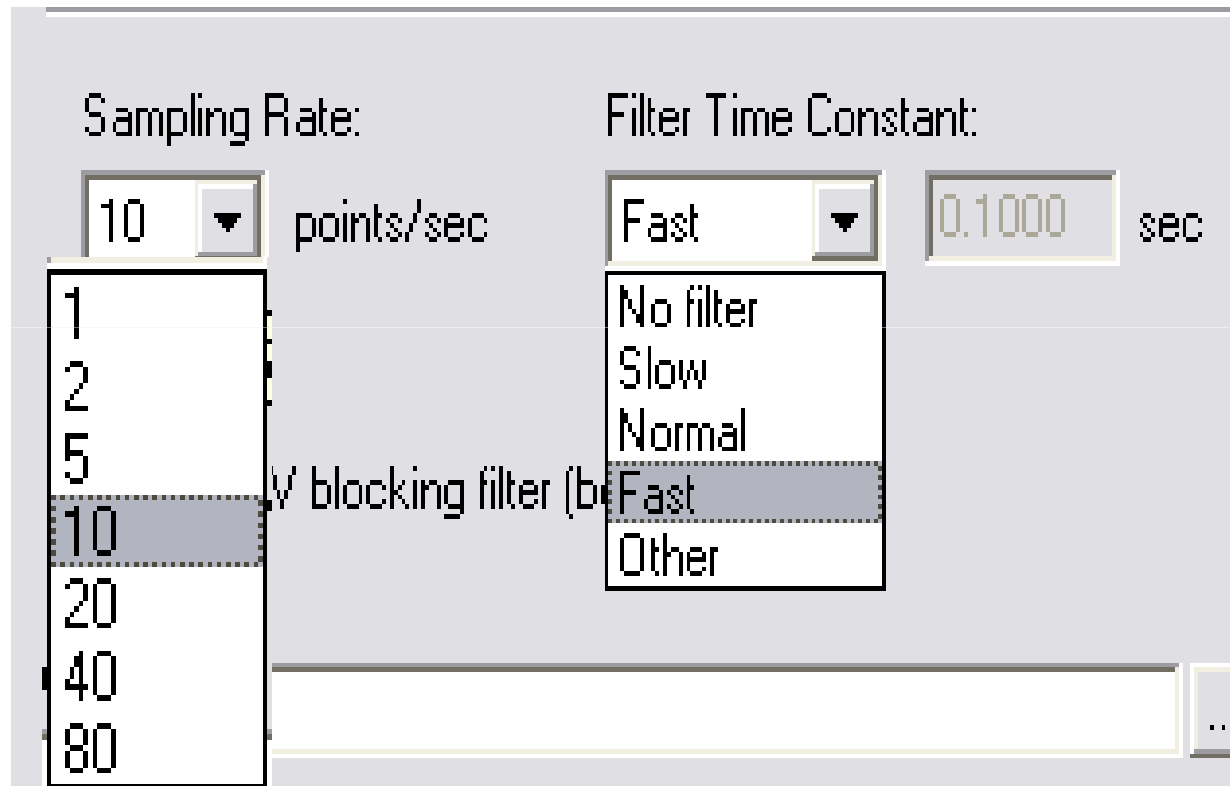 Sampling Rate:
Filter Time Constant:
10
points/sec
Fast
0.1000
sec
1
2
5
10
20
40
80
No filter
Slow
Normal
Fast
Other
V blocking filter (b
...